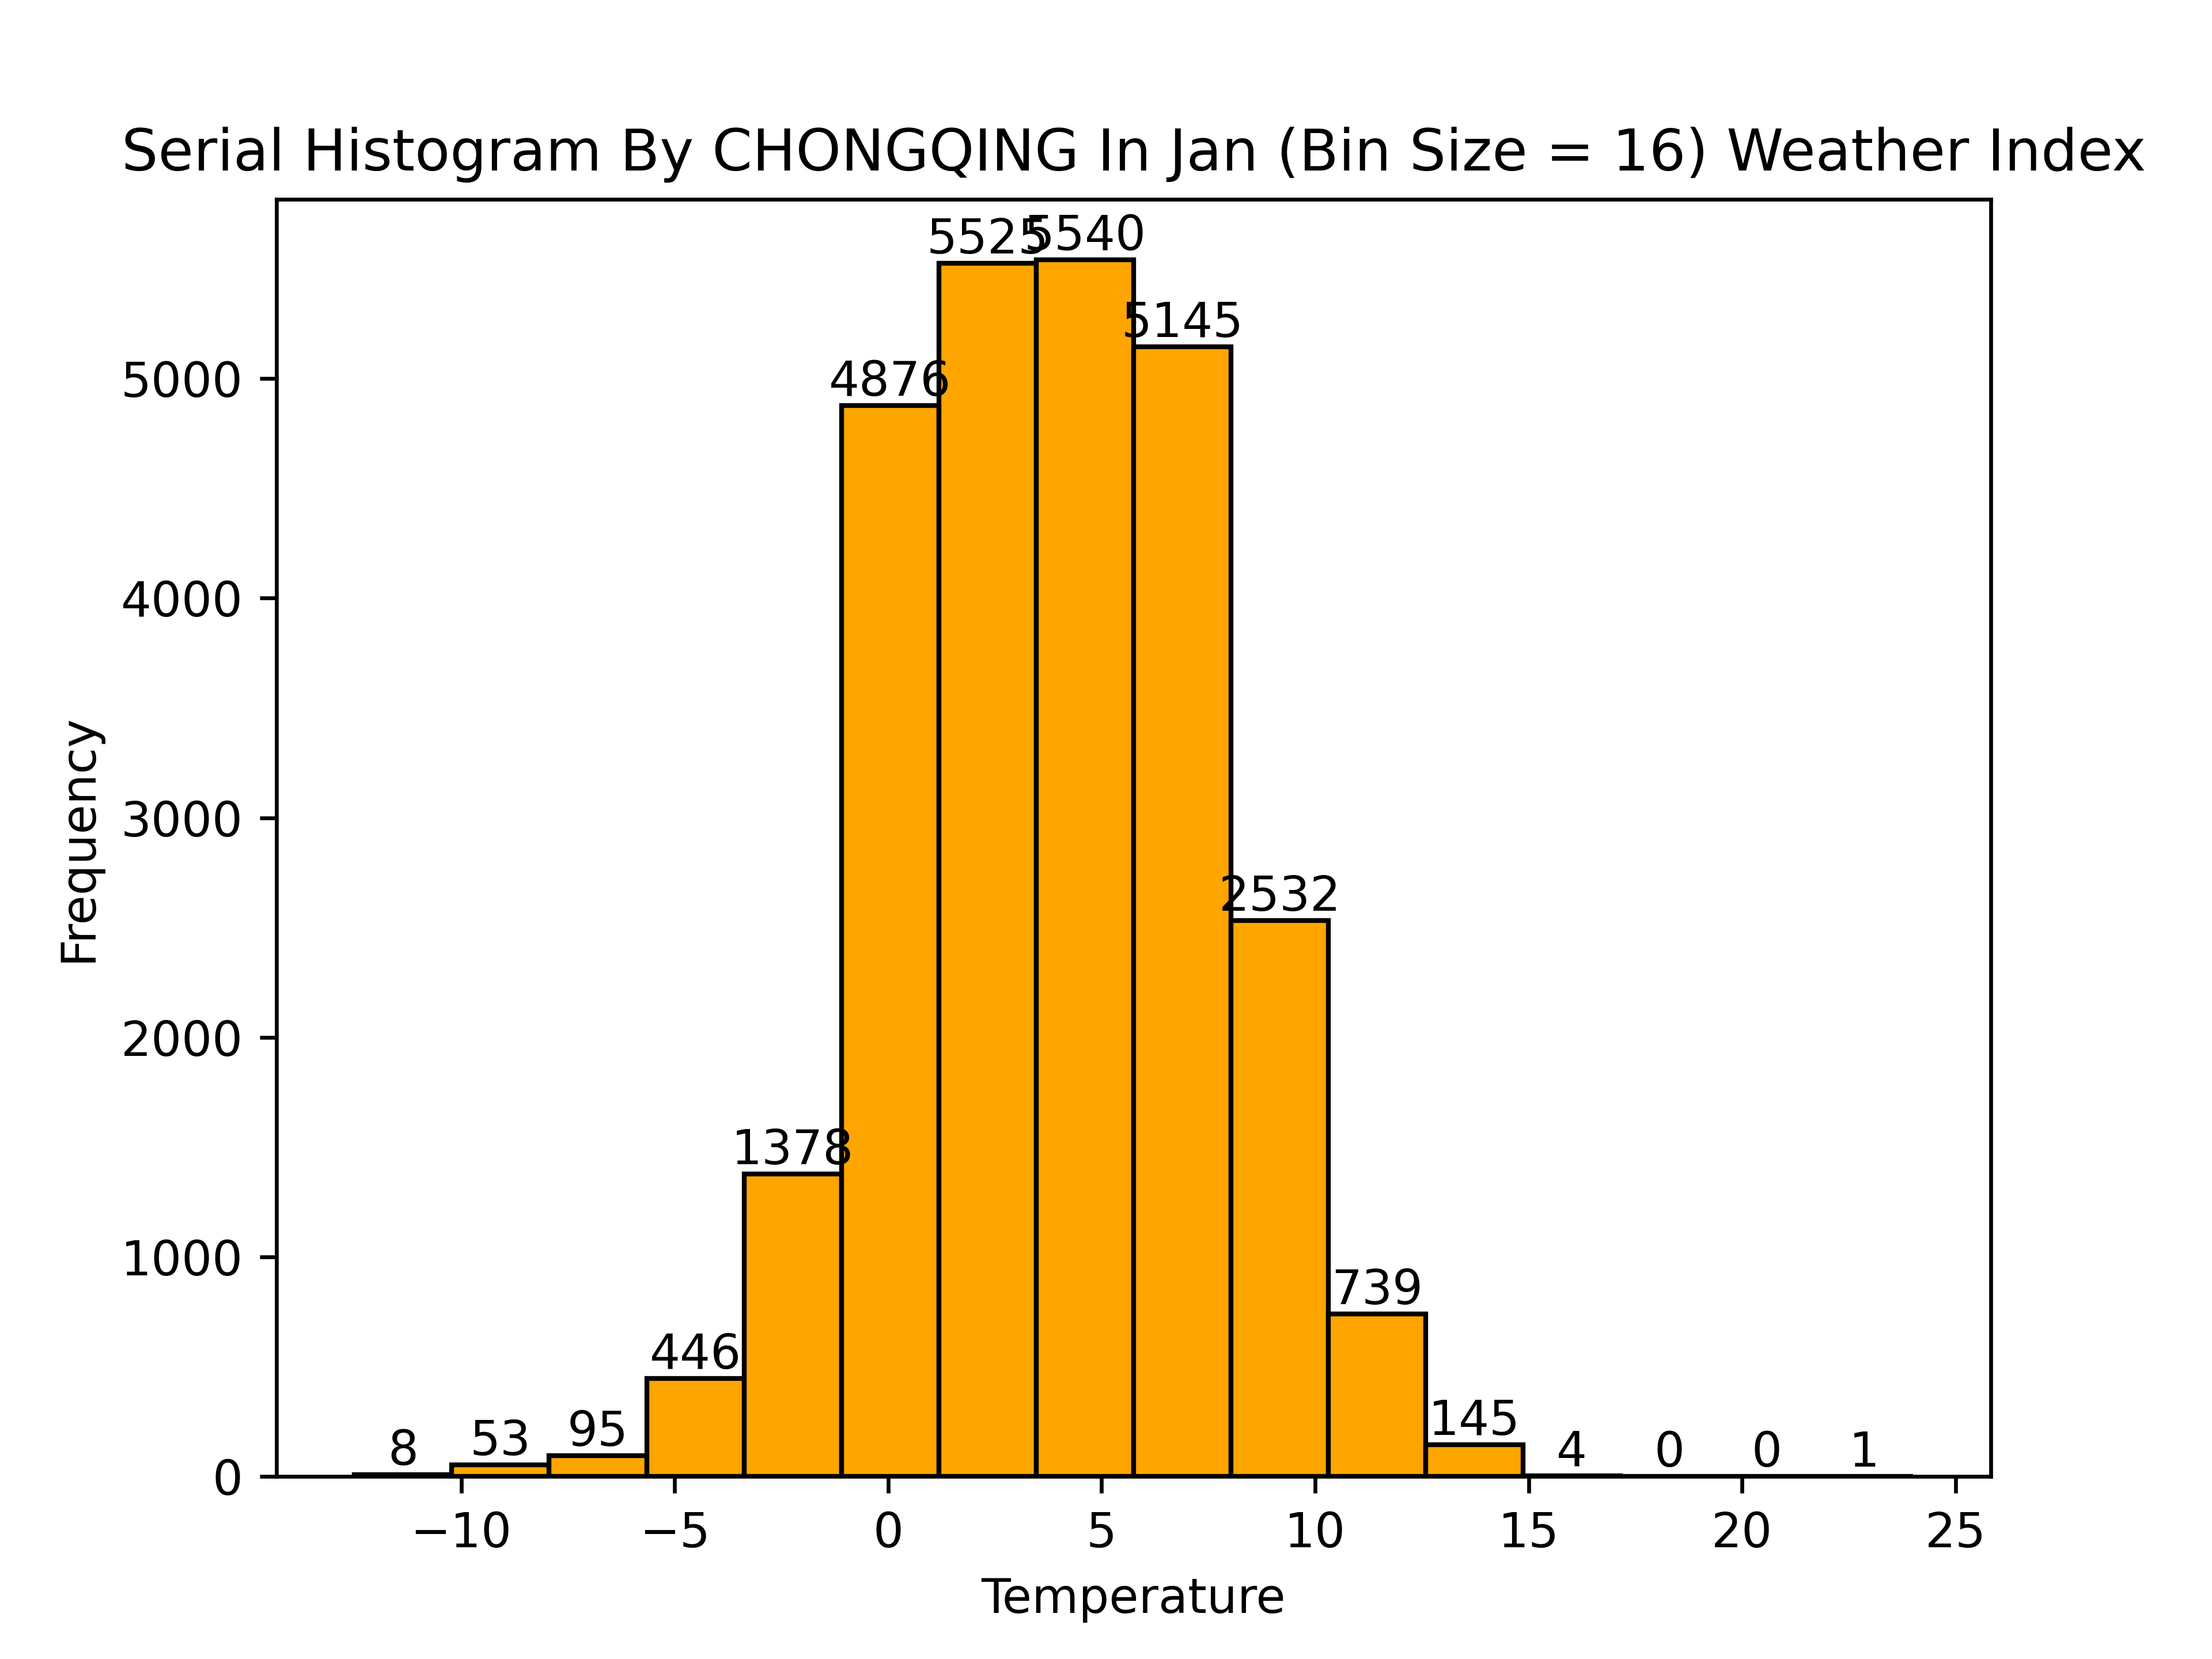 Serial Histogram By CHONGQING In Jan (Bin Size = 16) Weather Index
5525 5540
5145
5000
4876
4000
3000
Frequency
2532
2000
1378
1000
739
446
145
8 53 95 4 0 0 1
0
−10 −5 0 5 10 15 20 25
Temperature